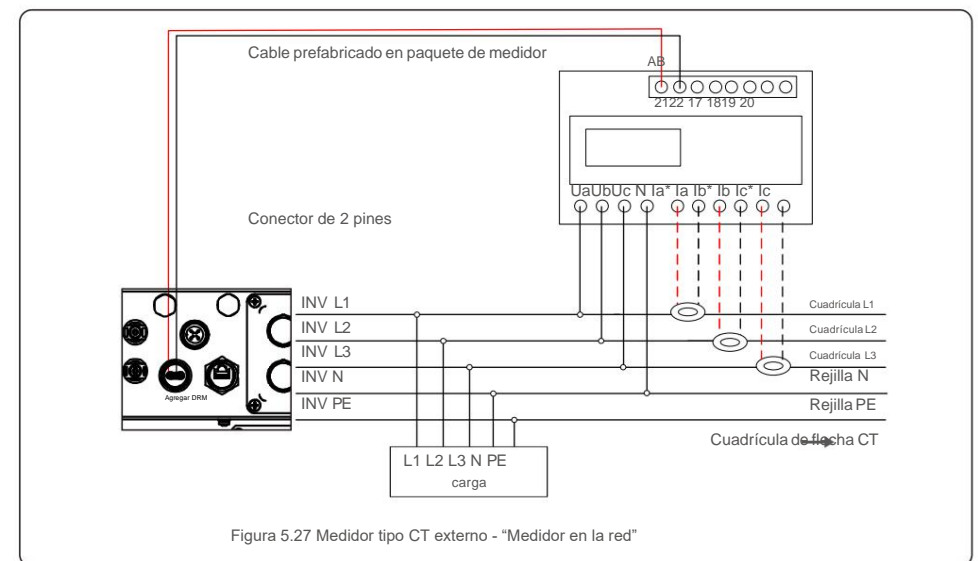 Cable prefabricado en paquete de medidor
AB
2122 17 1819 20
UaUbUc N Ia* Ia Ib* Ib Ic* Ic
Conector de 2 pines
INV L1
Cuadrícula L1
INV L2
Cuadrícula L2
INV L3
Cuadrícula L3
INV N
Rejilla N
INV PE
Rejilla PE
Agregar DRM
Cuadrícula de flecha CT
L1 L2 L3 N PE
carga
Figura 5.27 Medidor tipo CT externo - “Medidor en la red”